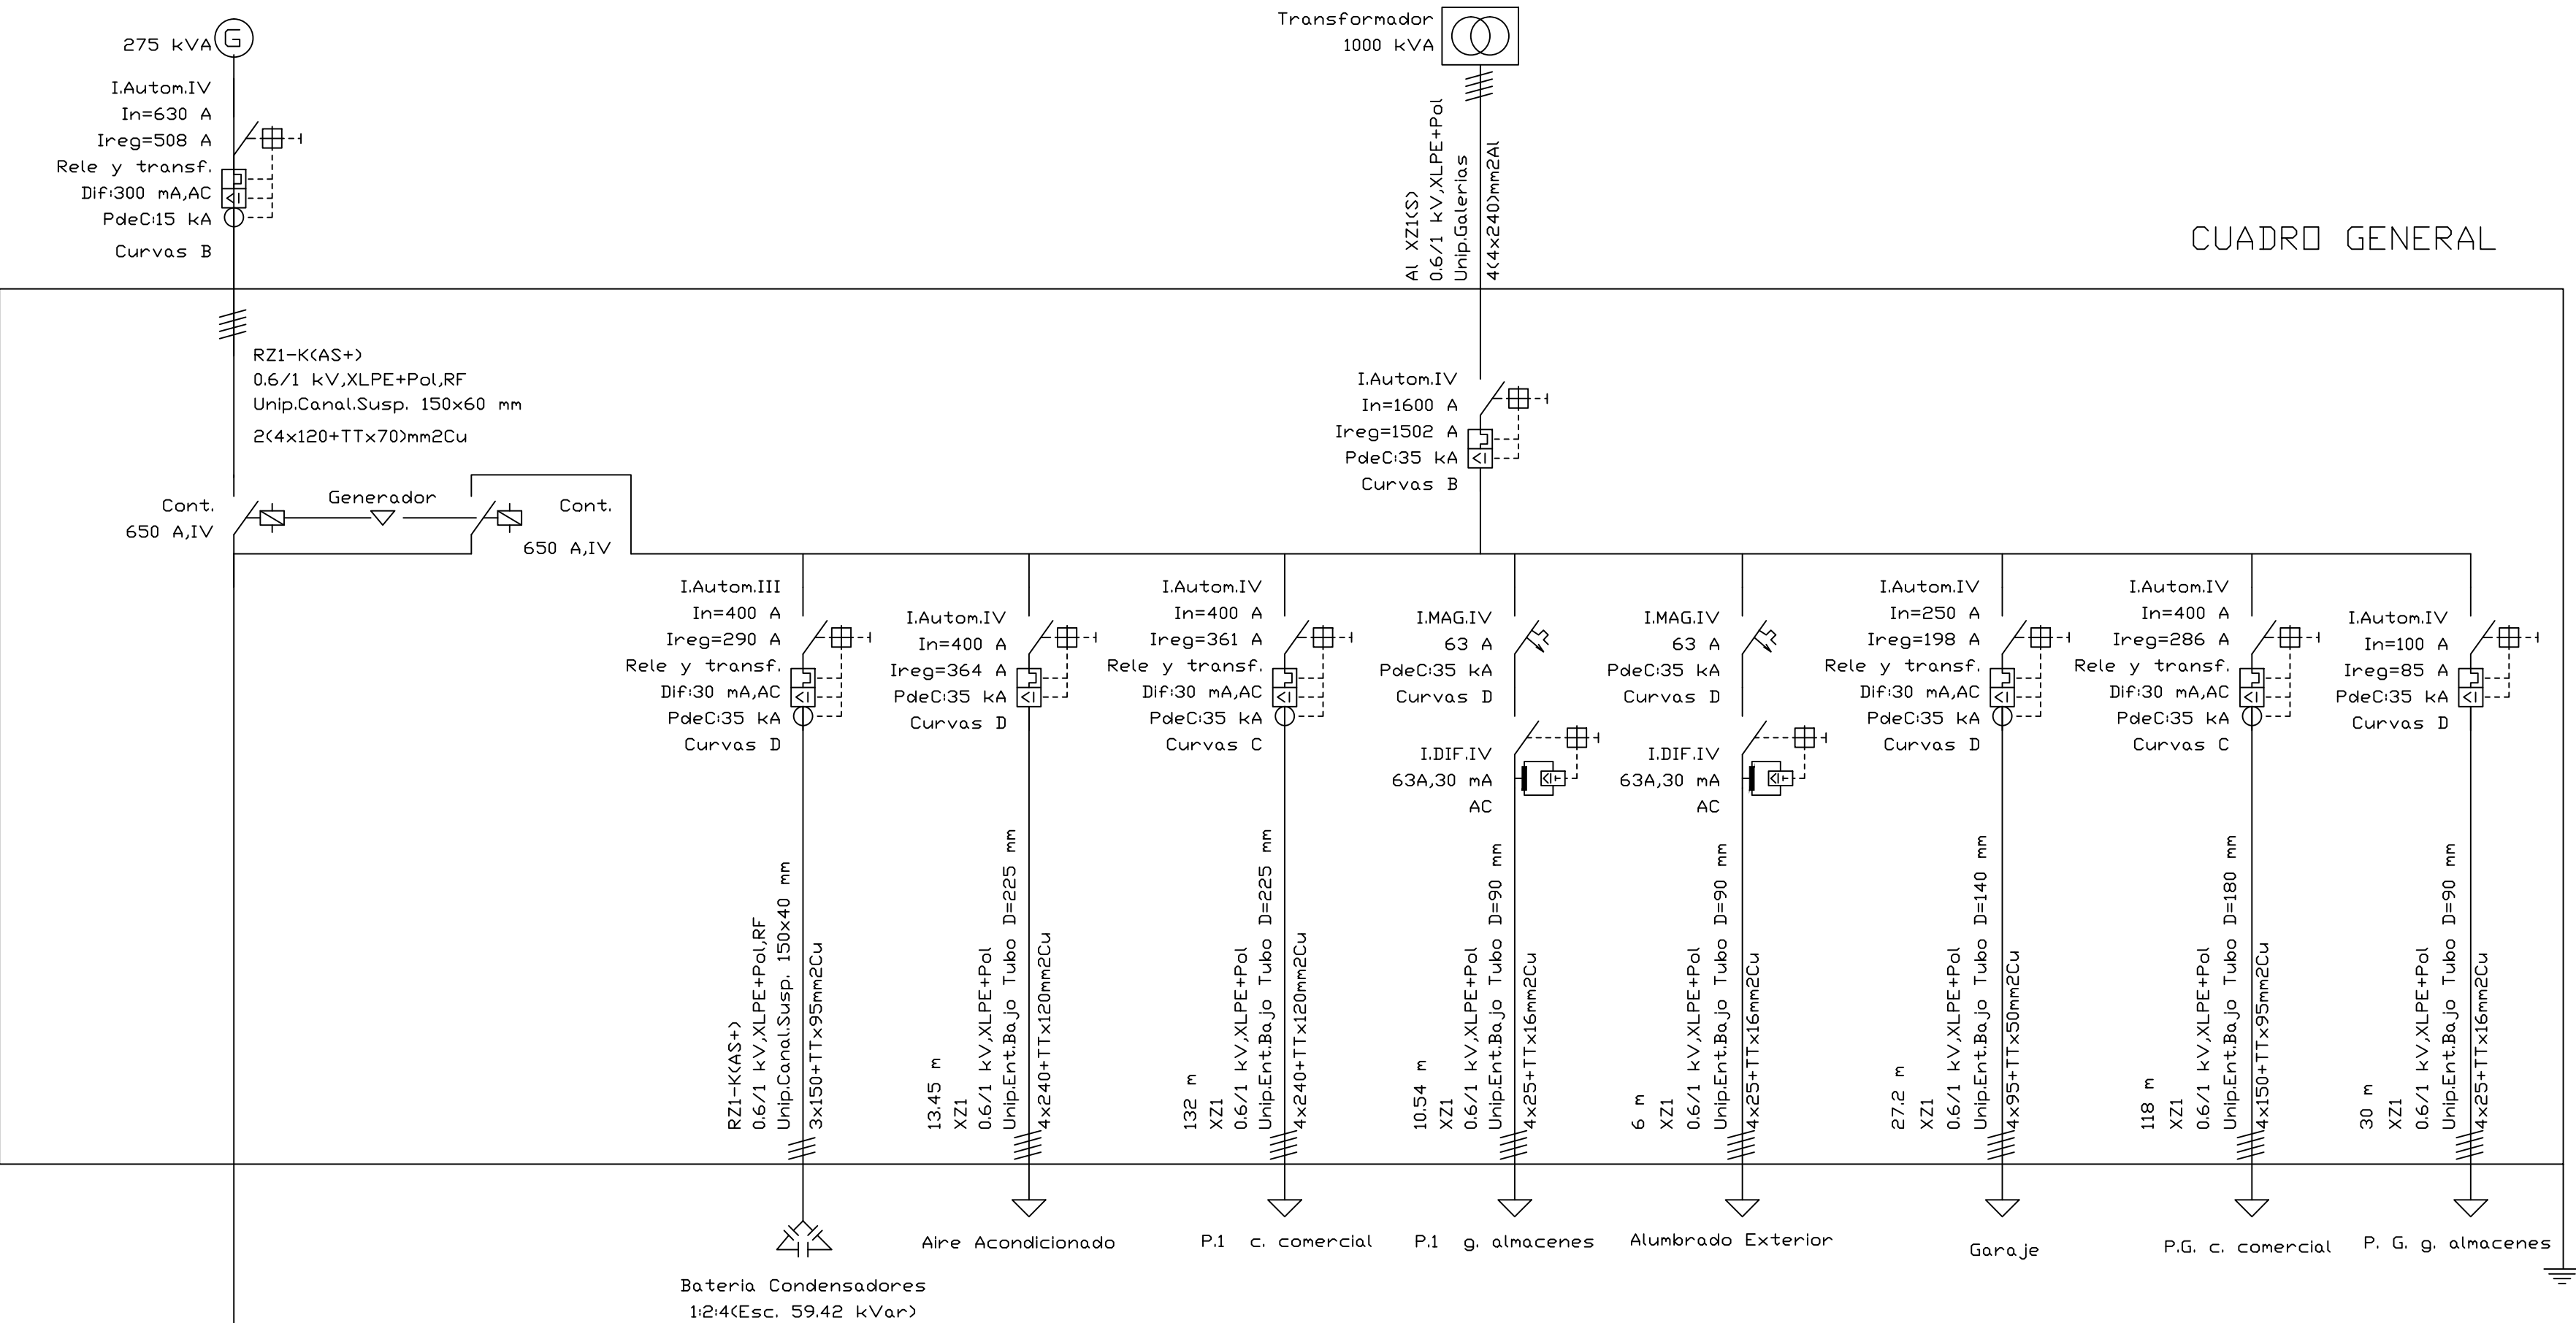 275 kVA
G
I.Autom.IV
In=630 A
Ireg=508 A
Rele y transf.
Dif:300 mA,AC
PdeC:15 kA
Curvas B
Transformador
1000 kVA
Al XZ1(S)
0.6/1 kV,XLPE+Pol
Unip.Galerias
4(4x240)mm2Al
CUADRO GENERAL
RZ1-K(AS+)
0.6/1 kV,XLPE+Pol,RF
Unip.Canal.Susp. 150x60 mm
2(4x120+TTx70)mm2Cu
I.Autom.IV
In=1600 A
Ireg=1502 A
PdeC:35 kA
Curvas B
Cont.
650 A,IV
Generador
Cont.
650 A,IV
I.Autom.III
In=400 A
Ireg=290 A
Rele y transf.
Dif:30 mA,AC
PdeC:35 kA
Curvas D
I.Autom.IV
In=400 A
Ireg=364 A
PdeC:35 kA
Curvas D
I.Autom.IV
In=400 A
Ireg=361 A
Rele y transf.
Dif:30 mA,AC
PdeC:35 kA
Curvas C
I.MAG.IV
63 A
PdeC:35 kA
Curvas D
I.DIF.IV
63A,30 mA
AC
I.MAG.IV
63 A
PdeC:35 kA
Curvas D
I.DIF.IV
63A,30 mA
AC
I.Autom.IV
In=250 A
Ireg=198 A
Rele y transf.
Dif:30 mA,AC
PdeC:35 kA
Curvas D
I.Autom.IV
In=400 A
Ireg=286 A
Rele y transf.
Dif:30 mA,AC
PdeC:35 kA
Curvas C
I.Autom.IV
In=100 A
Ireg=85 A
PdeC:35 kA
Curvas D
RZ1-K(AS+)
0.6/1 kV,XLPE+Pol,RF
Unip.Canal.Susp. 150x40 mm
3x150+TTx95mm2Cu
13.45 m
XZ1
0.6/1 kV,XLPE+Pol
Unip.Ent.Bajo Tubo D=225 mm
4x240+TTx120mm2Cu
132 m
XZ1
0.6/1 kV,XLPE+Pol
Unip.Ent.Bajo Tubo D=225 mm
4x240+TTx120mm2Cu
10.54 m
XZ1
0.6/1 kV,XLPE+Pol
Unip.Ent.Bajo Tubo D=90 mm
4x25+TTx16mm2Cu
6 m
XZ1
0.6/1 kV,XLPE+Pol
Unip.Ent.Bajo Tubo D=90 mm
4x25+TTx16mm2Cu
27.2 m
XZ1
0.6/1 kV,XLPE+Pol
Unip.Ent.Bajo Tubo D=140 mm
4x95+TTx50mm2Cu
118 m
XZ1
0.6/1 kV,XLPE+Pol
Unip.Ent.Bajo Tubo D=180 mm
4x150+TTx95mm2Cu
30 m
XZ1
0.6/1 kV,XLPE+Pol
Unip.Ent.Bajo Tubo D=90 mm
4x25+TTx16mm2Cu
Bateria Condensadores
1:2:4(Esc. 59.42 kVar)
Aire Acondicionado
P.1 c. comercial
P.1 g. almacenes
Alumbrado Exterior
Garaje
P.G. c. comercial
P. G. g. almacenes